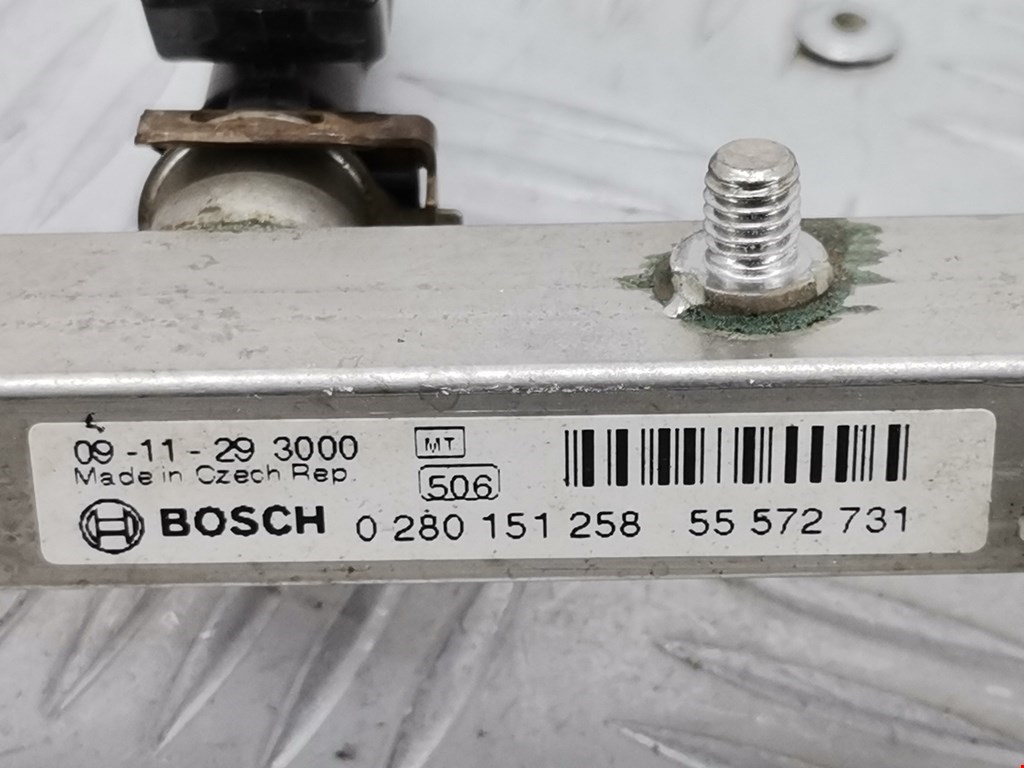 09-11-29 3000
Made in Czech Rep.
MT
506
BOSCH 0 280 151 258 55 572 731